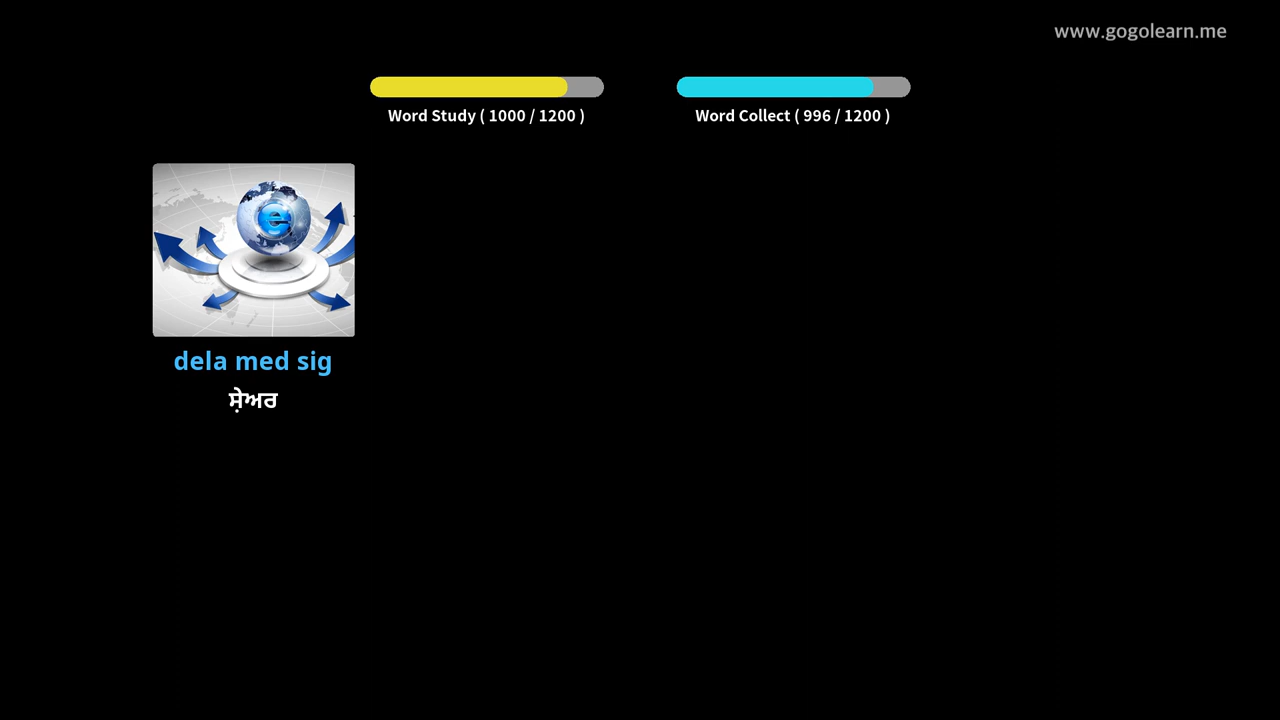 www.gogolearn.me
Word Study ( 1000 / 1200 )
Word Collect ( 996 / 1200 )
e
dela med sig
ਸ਼ੇਅਰ